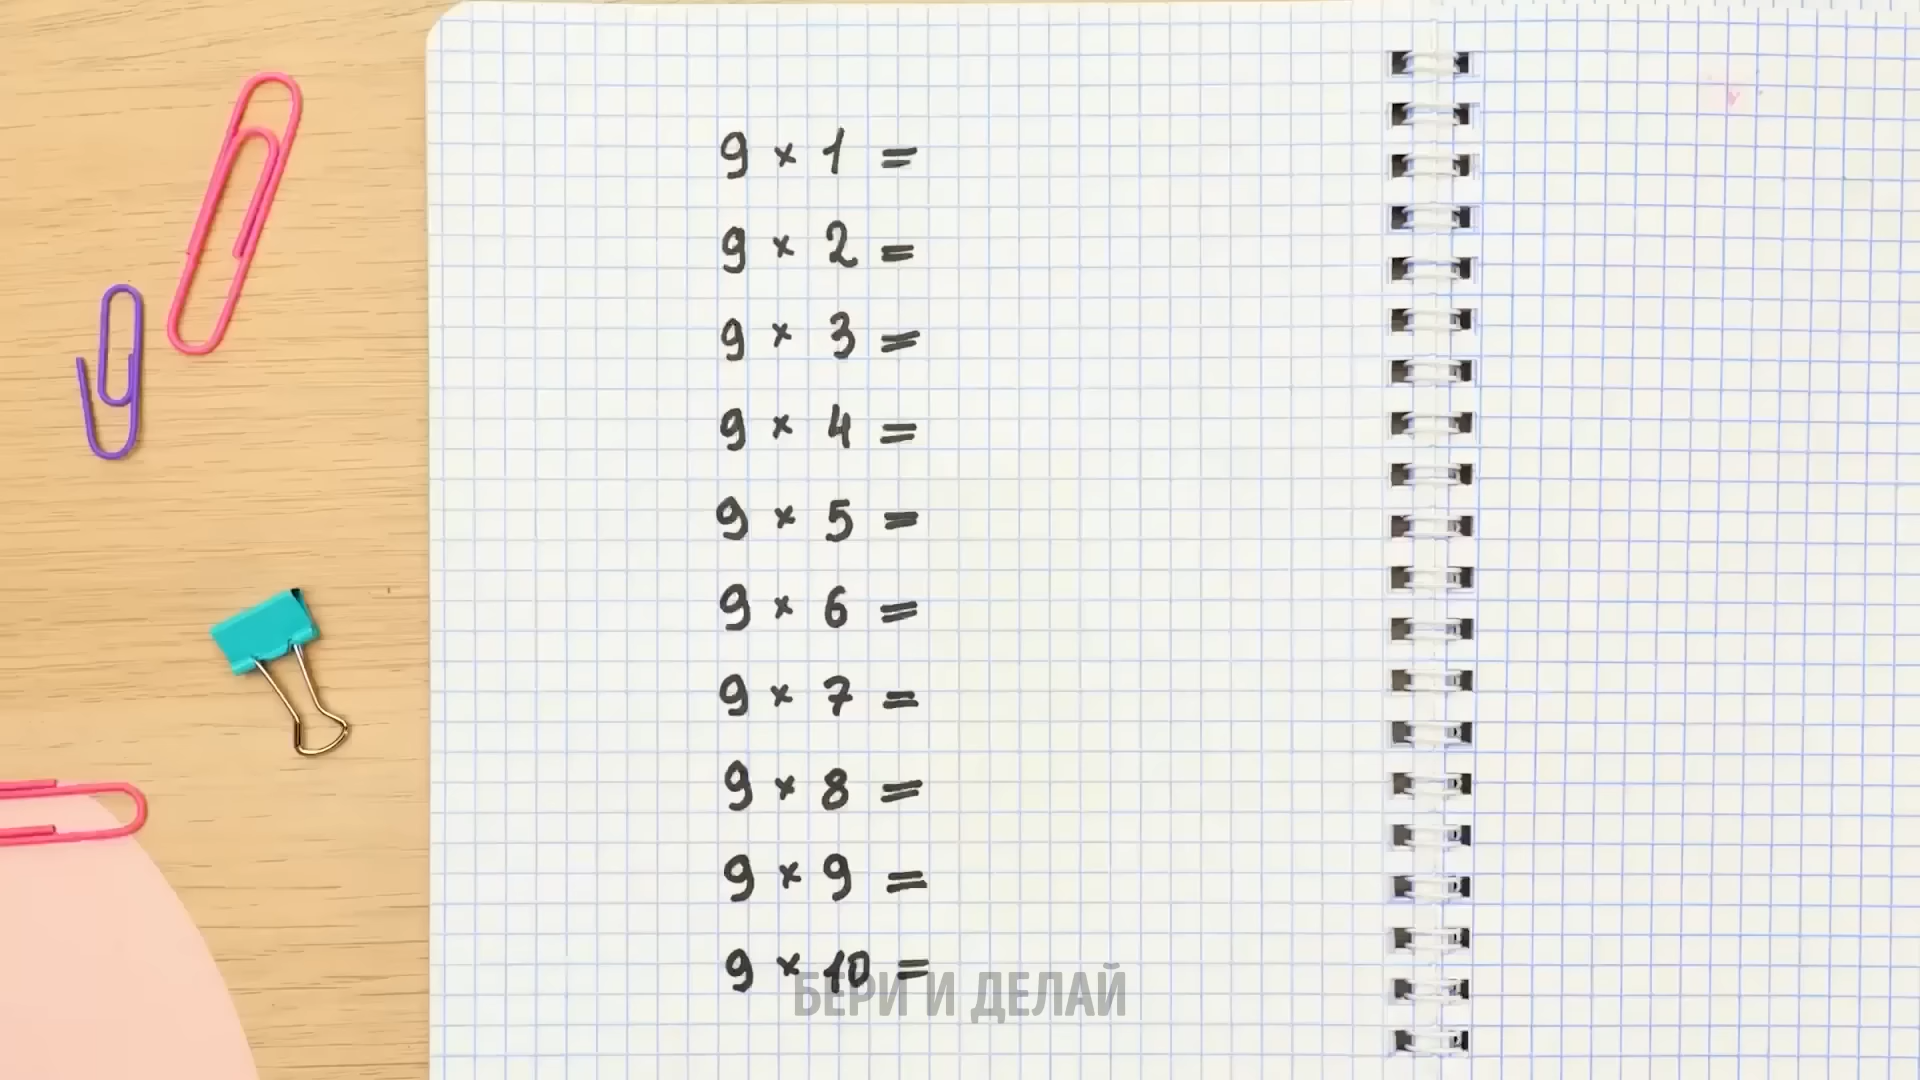 9 × 1 =
9 × 2 =
9 × 3 =
9 × 4 =
9 × 5 =
9 × 6 =
9 × 7 =
9 × 8 =
9 × 9 =
9 × 10 =
БЕРИ И ДЕЛАЙ